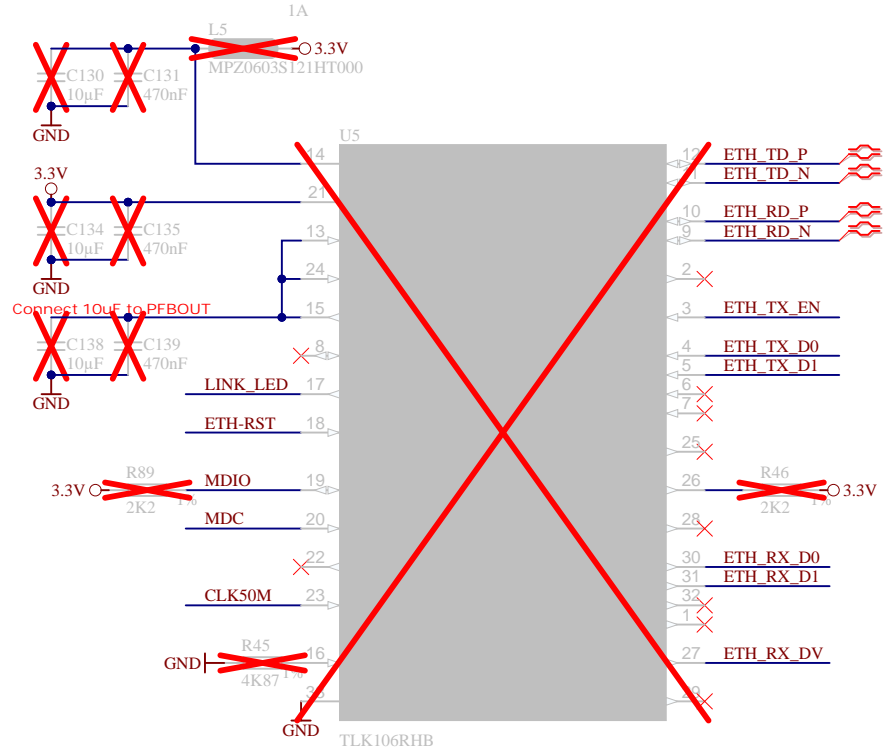 1A
L5
3.3V
MPZ0603S121HT000
C130
10µF
C131
470nF
GND
U5
14
3.3V
21
C134
10µF
C135
470nF
13
24
GND
Connect 10uF to PFBOUT
15
C138
10µF
C139
470nF
8
GND
LINK_LED
17
ETH-RST
18
R89
3.3V
MDIO
19
2K2
1%
MDC
20
22
CLK50M
23
R45
GND
16
4K87
1%
33
GND
TLK106RHB
12
ETH_TD_P
11
ETH_TD_N
10
ETH_RD_P
9
ETH_RD_N
2
3
ETH_TX_EN
4
ETH_TX_D0
5
ETH_TX_D1
6
7
25
R46
26
3.3V
2K2
1%
28
30
ETH_RX_D0
31
ETH_RX_D1
32
1
27
ETH_RX_DV
29